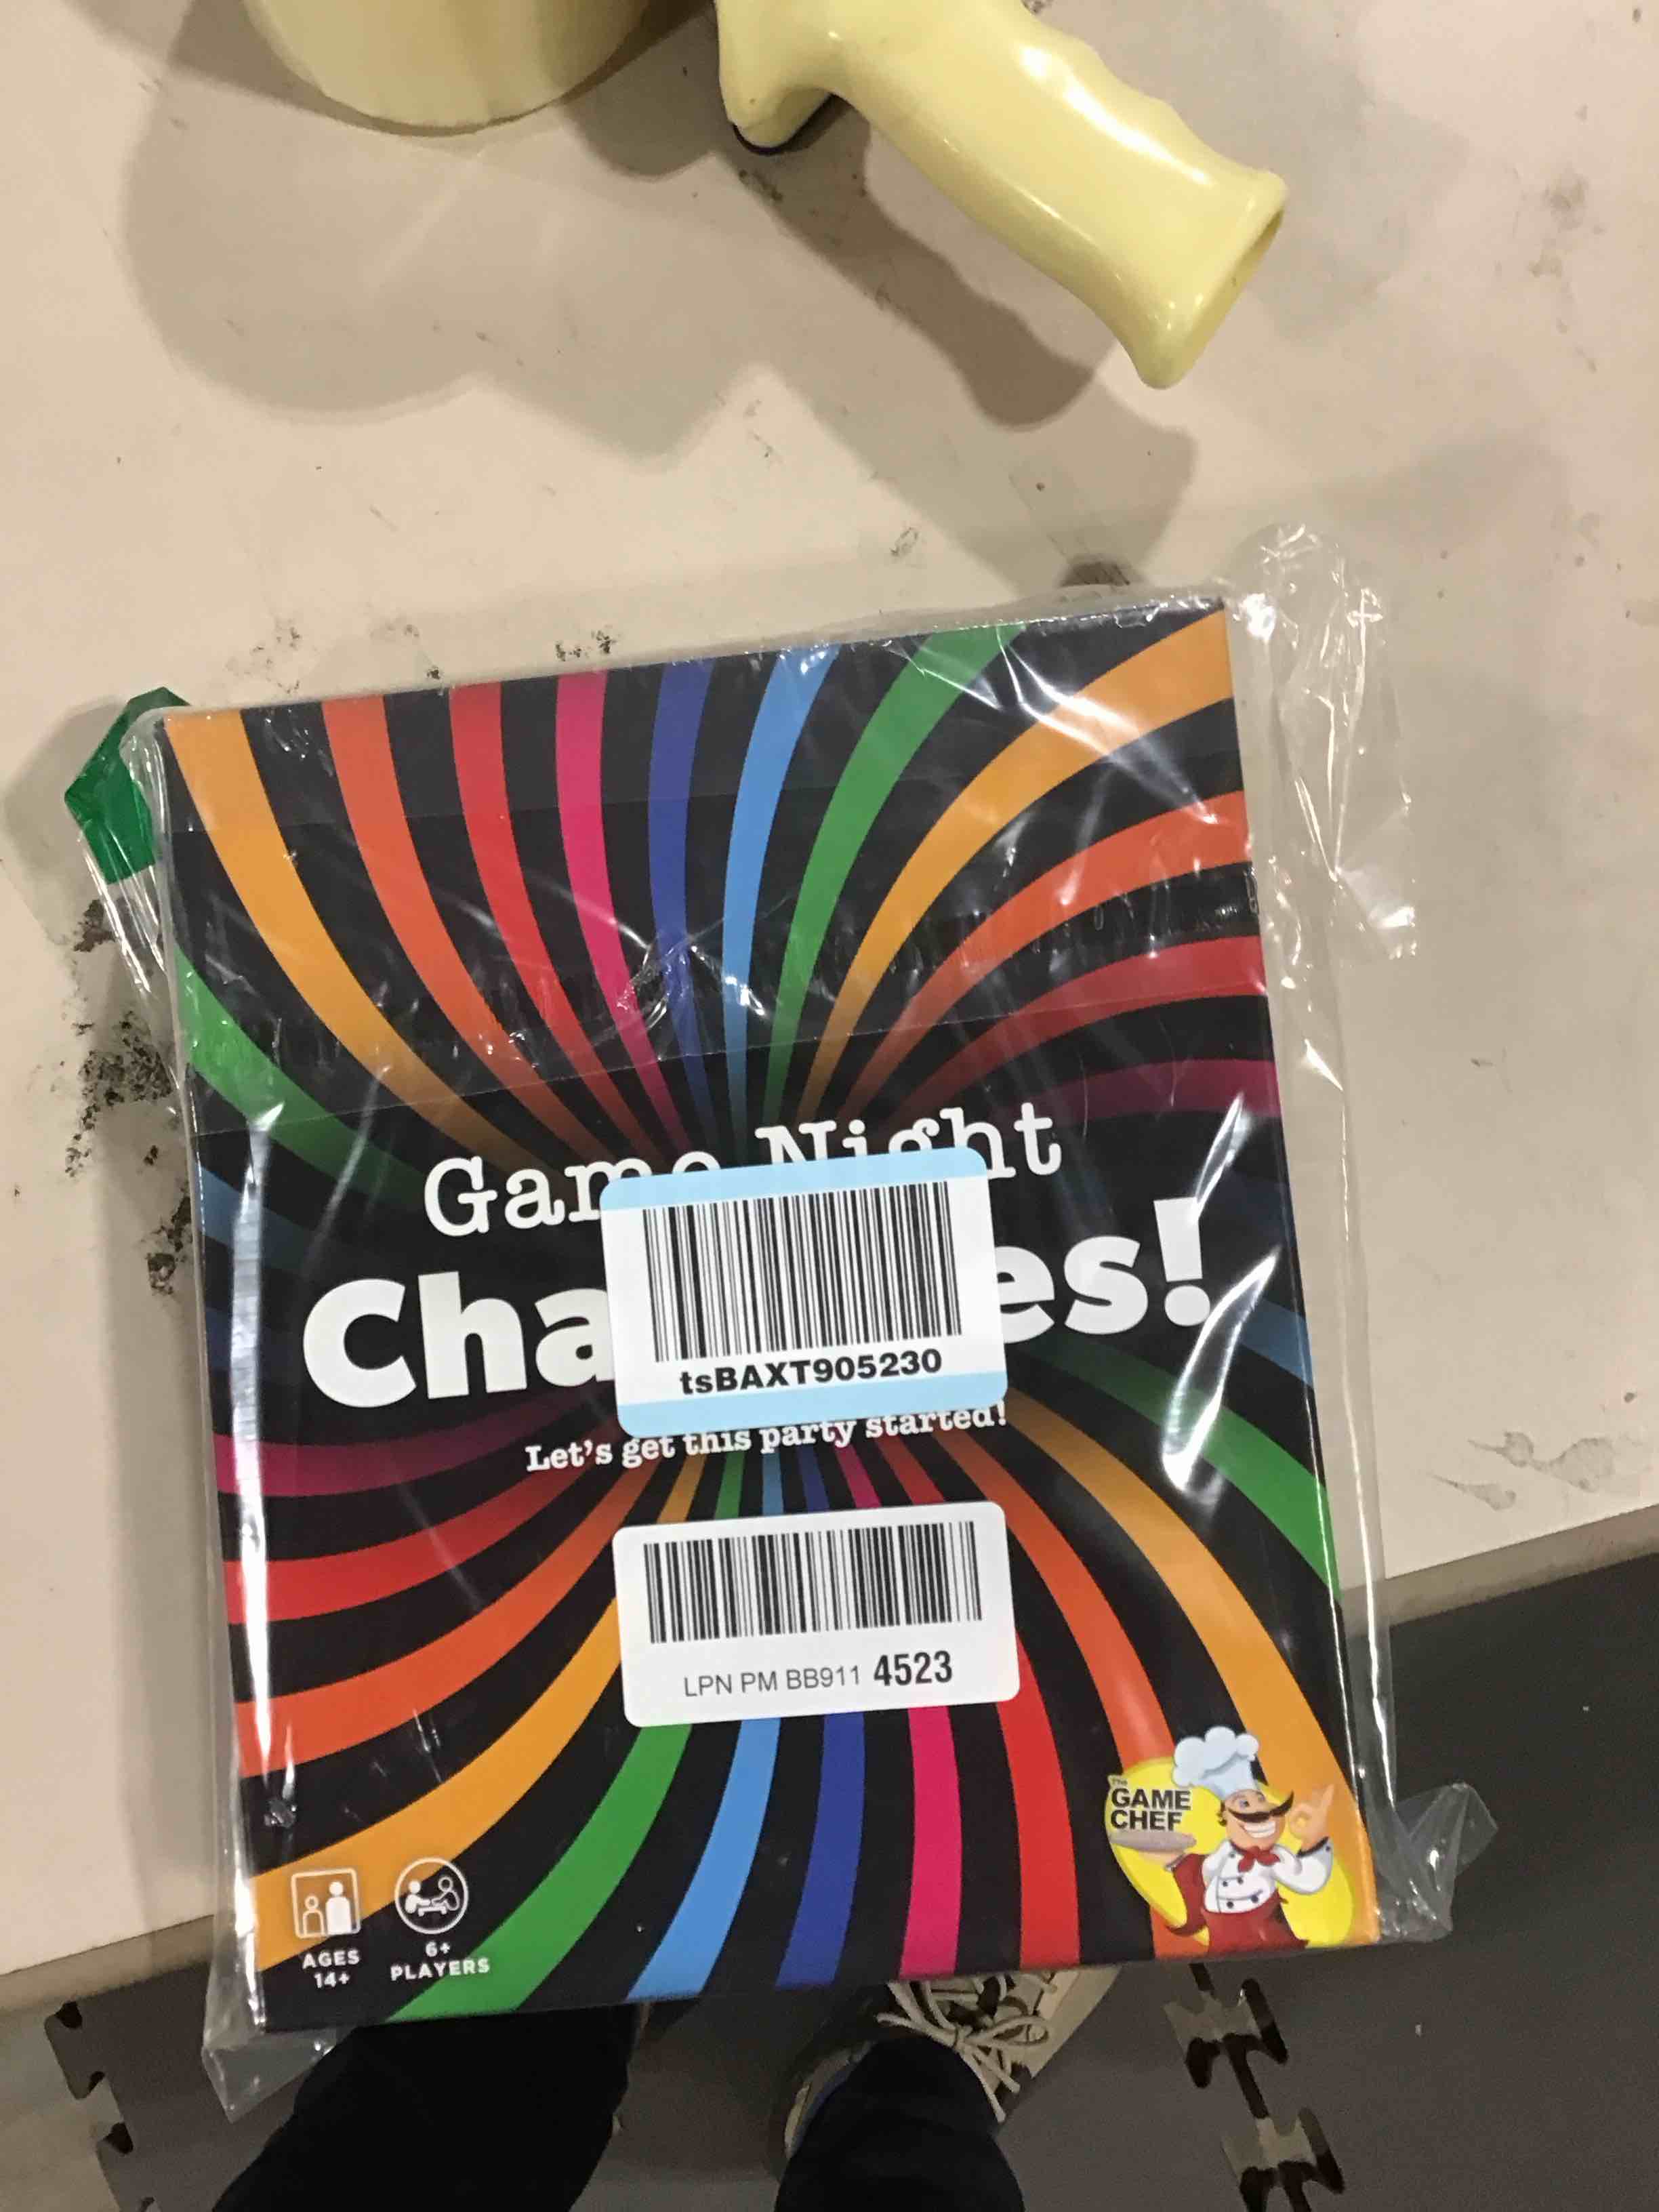 Game Night
Cha es!
tsBAXT905230
Let's get this party started!
LPN PM BB911 4523
The
GAME
CHEF
AGES
14+
6+
PLAYERS